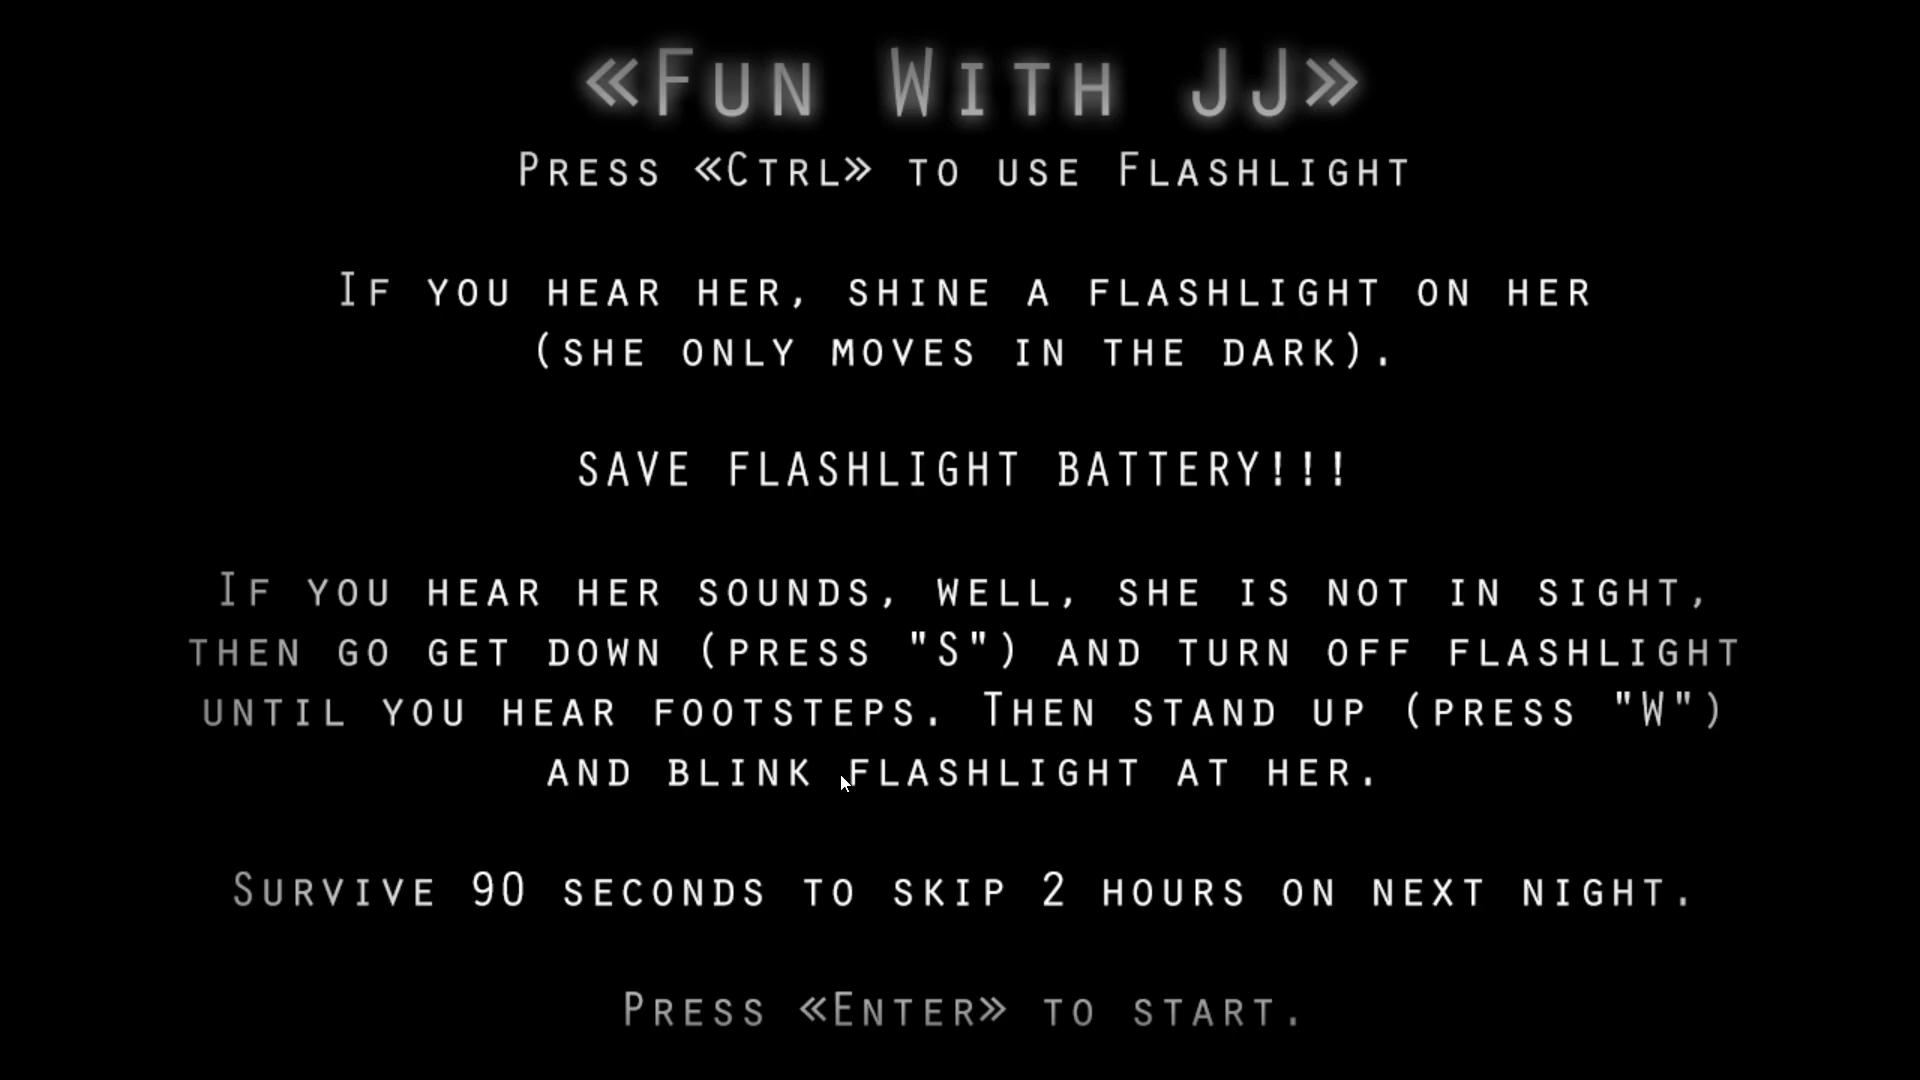 «Fun With JJ»
Press «Ctrl» to use Flashlight
If you hear her, shine a flashlight on her
(she only moves in the dark).
SAVE FLASHLIGHT BATTERY!!!
If you hear her sounds, well, she is not in sight,
then go get down (press "S") and turn off flashlight
until you hear footsteps. Then stand up (press "W")
and blink flashlight at her.
Survive 90 seconds to skip 2 hours on next night.
Press «Enter» to start.